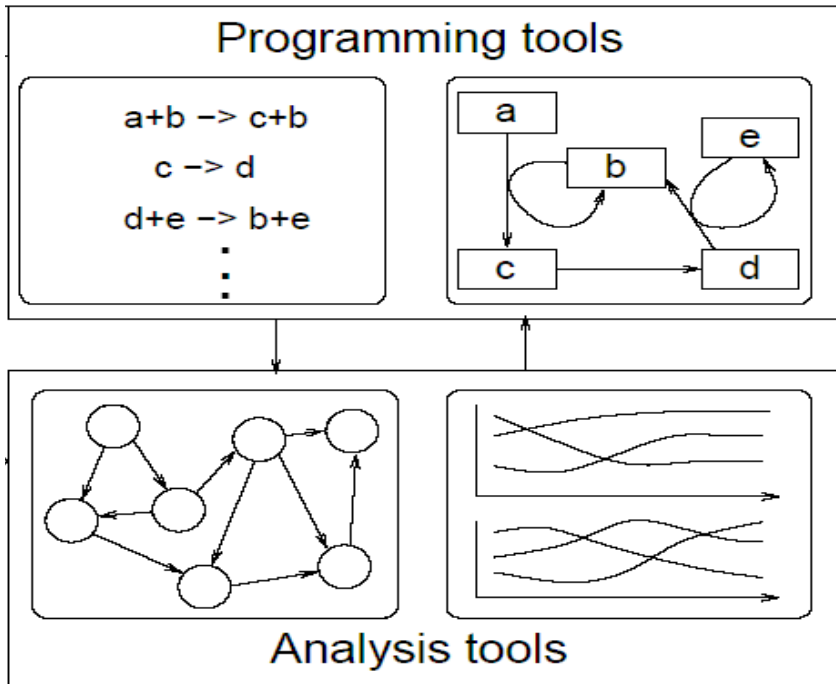 Programming tools
a+b −> c+b
c −> d
d+e −> b+e
a
e
b
c
d
Analysis tools